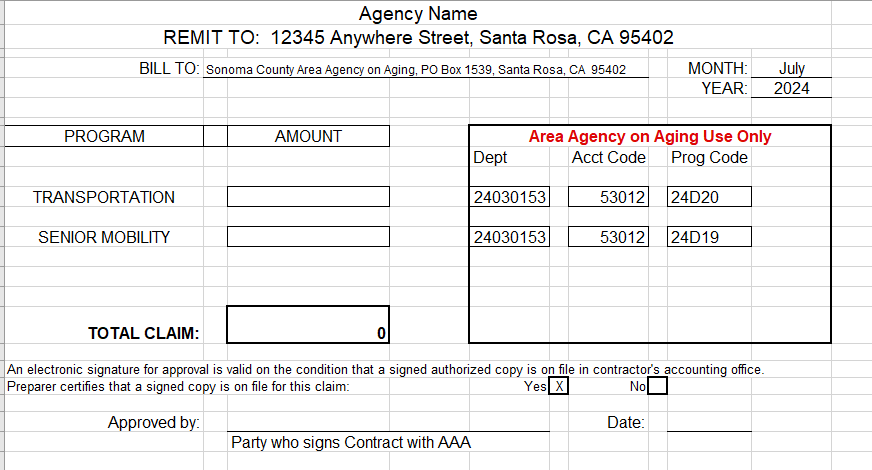 Agency Name
REMIT TO: 12345 Anywhere Street, Santa Rosa, CA 95402
BILL TO: Sonoma County Area Agency on Aging, PO Box 1539, Santa Rosa, CA 95402 MONTH: July
YEAR: 2024
PROGRAM AMOUNT Area Agency on Aging Use Only
Dept Acct Code Prog Code
TRANSPORTATION 24030153 53012 24D20
SENIOR MOBILITY 24030153 53012 24D19
TOTAL CLAIM: 0
An electronic signature for approval is valid on the condition that a signed authorized copy is on file in contractor's accounting office.
Preparer certifies that a signed copy is on file for this claim: Yes X No
Approved by: Date:
Party who signs Contract with AAA